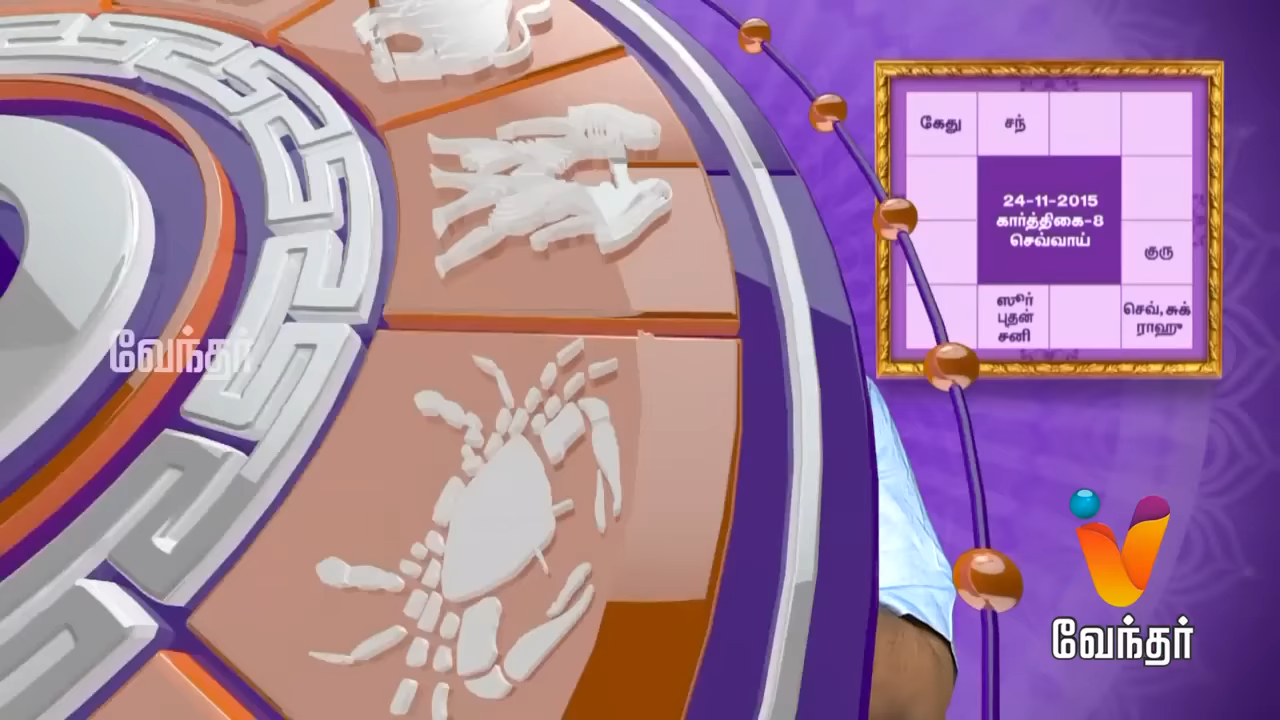 கேது
சந்
24-11-2015
கார்த்திகை-8
செவ்வாய்
குரு
ஸூர்
புதன்
சனி
செவ், சுக்
ராஹு
வேந்தர்
வேந்தர்